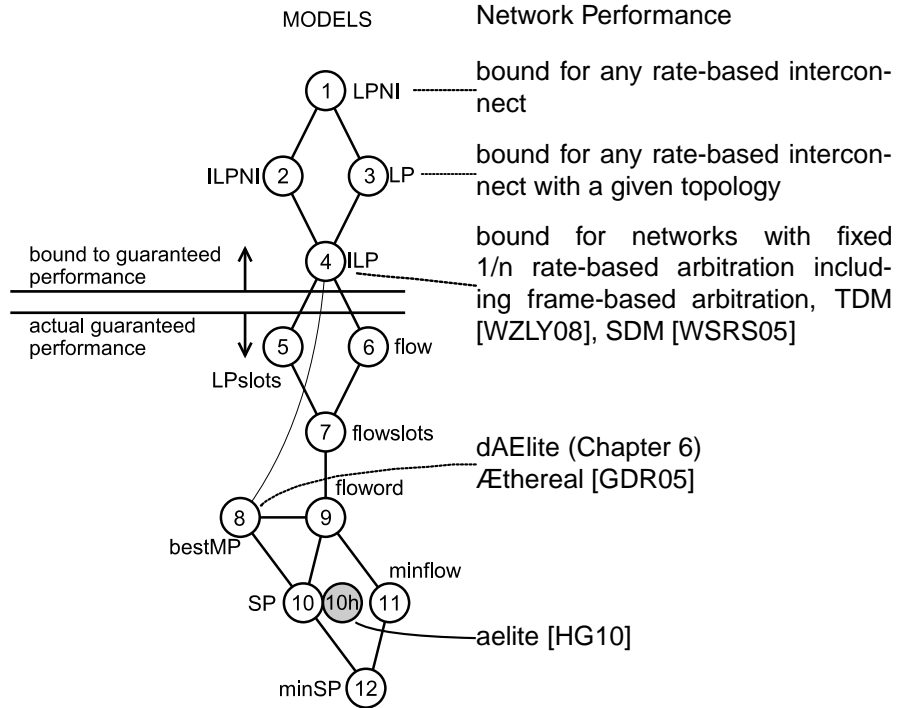 MODELS
Network Performance
1 LPNI
bound for any rate-based intercon-
nect
ILPNI 2
3 LP
bound for any rate-based intercon-
nect with a given topology
4 ILP
bound for networks with fixed
1/n rate-based arbitration includ-
ing frame-based arbitration, TDM
[WZLY08], SDM [WSRS05]
bound to guaranteed
performance
actual guaranteed
performance
5
LPslots
6 flow
7 flowslots
dAElite (Chapter 6)
Æthereal [GDR05]
floword
8
9
bestMP
minflow
SP 10 10h 11
aelite [HG10]
minSP 12